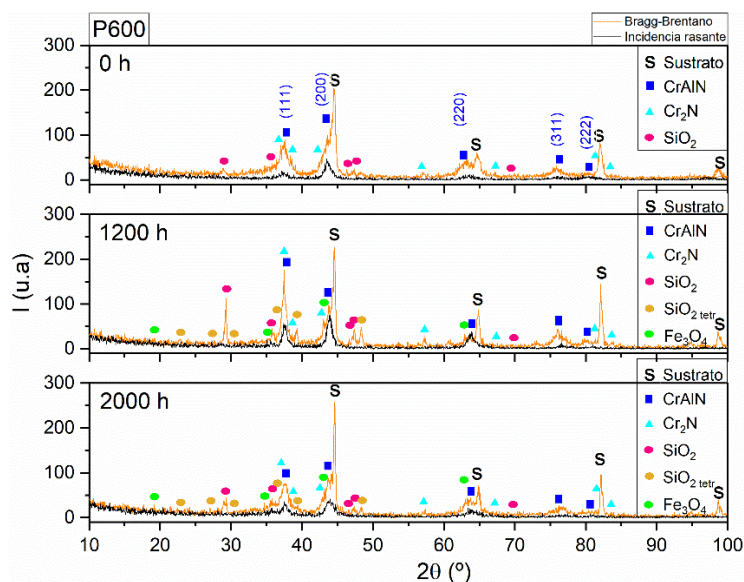 P600
Bragg-Brentano
Incidencia rasante
300
0 h
S
S Sustrato
200
(111)
(200)
CrAlN
(220)
(311)
(222)
Cr₂N
100
S
S
SiO₂
S
0
300
1200 h
S
S Sustrato
CrAlN
200
Cr₂N
S
SiO₂
100
S
SiO₂ tetr
S
Fe₃O₄
0
I (u.a)
300
2000 h
S
S Sustrato
CrAlN
200
Cr₂N
SiO₂
100
S
S
SiO₂ tetr
S
Fe₃O₄
0
10 20 30 40 50 60 70 80 90 100
2θ (º)